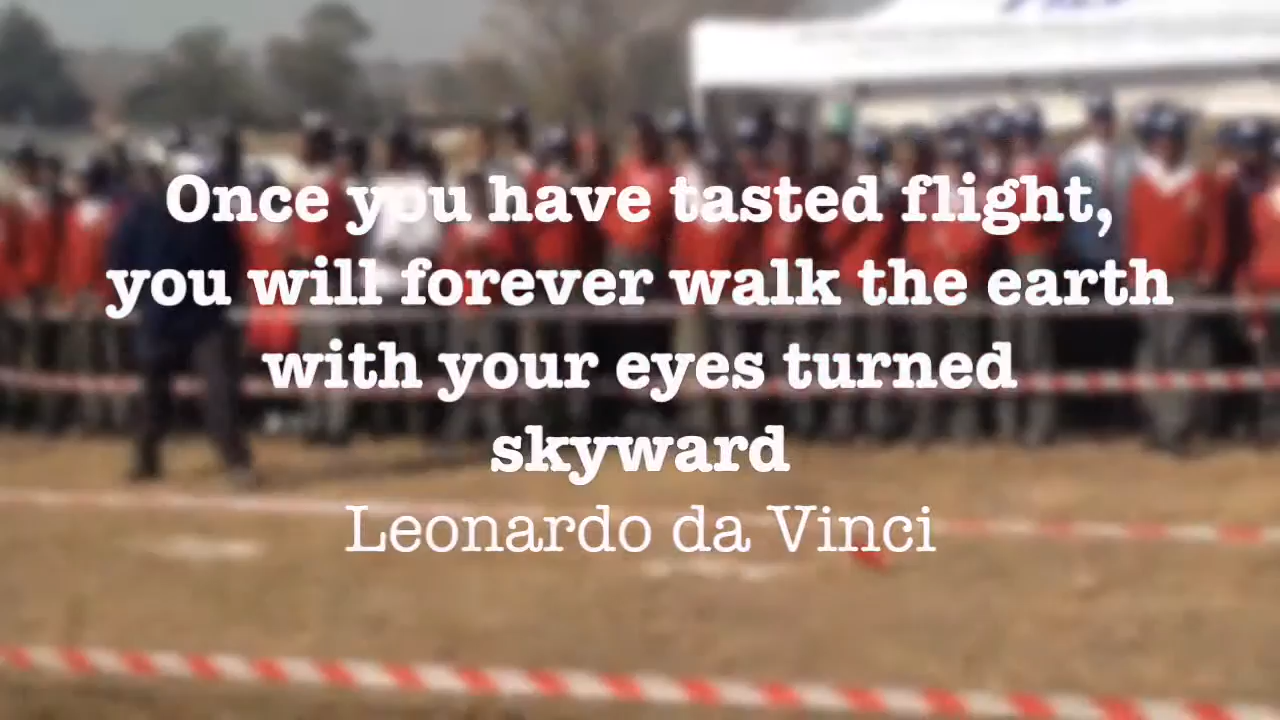 Once you have tasted flight,
you will forever walk the earth
with your eyes turned
skyward
Leonardo da Vinci